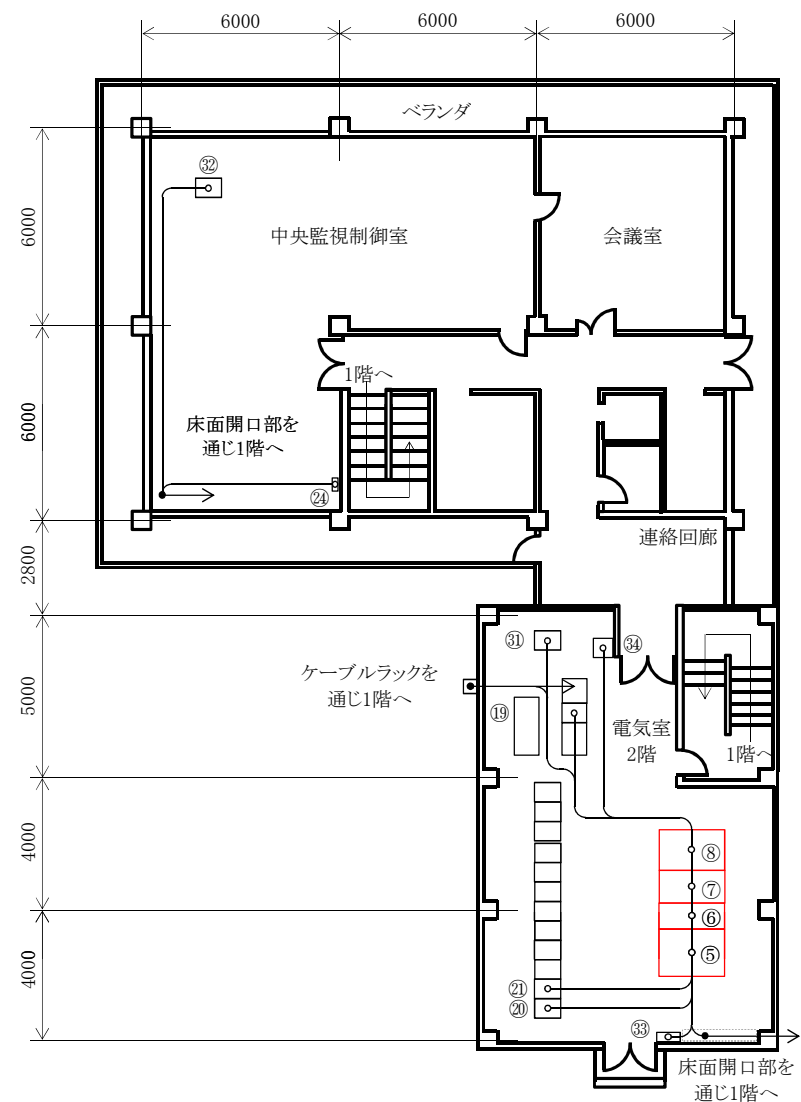 6000
6000
6000
ベランダ
㉜
6000
中央監視制御室
会議室
1階へ
6000
床面開口部を
通じ1階へ
㉔
連絡回廊
2800
㉛
㉞
ケーブルラックを
通じ1階へ
5000
⑲
電気室
2階
1階へ
4000
⑧
⑦
⑥
⑤
4000
㉑
⑳
㉝
床面開口部を
通じ1階へ